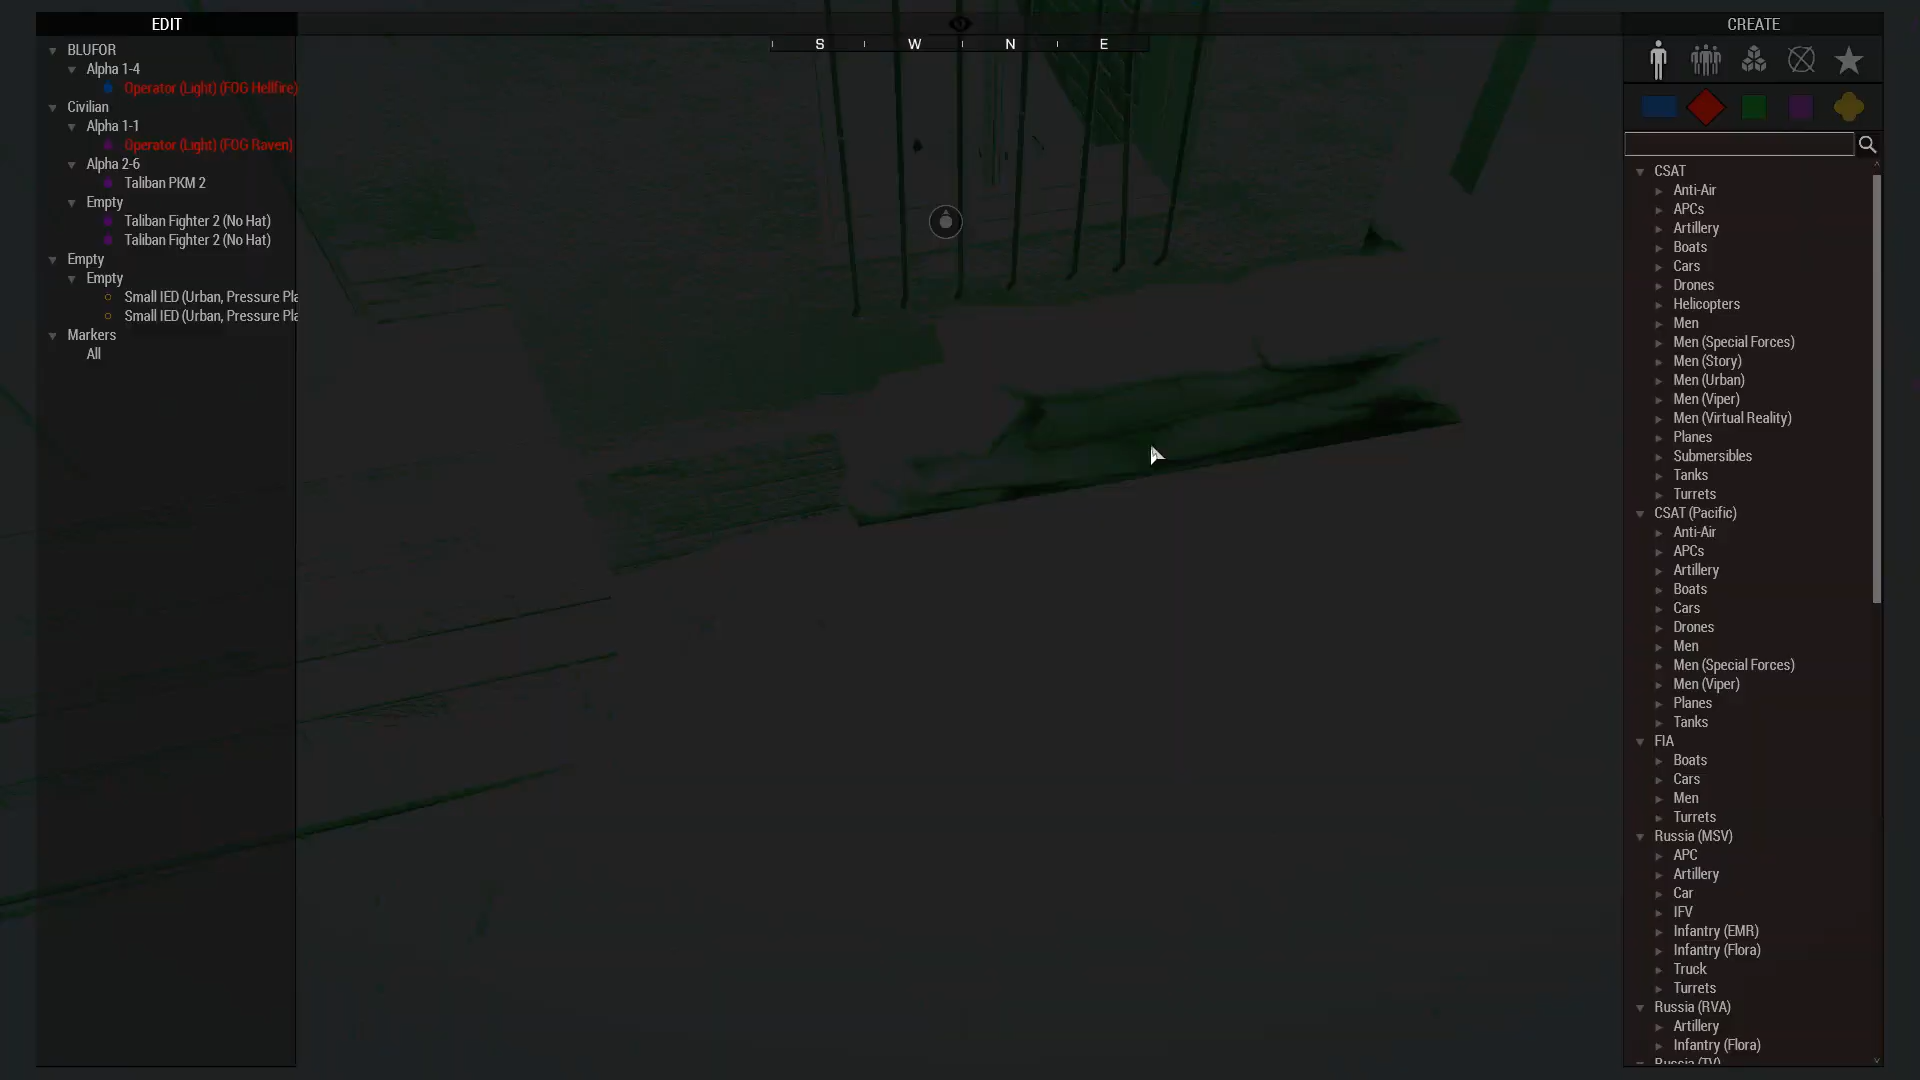 EDIT
BLUFOR
Alpha 1-4
Operator (Light) (FOG Hellfire)
Civilian
Alpha 1-1
Operator (Light) (FOG Raven)
Alpha 2-6
Taliban PKM 2
Empty
Taliban Fighter 2 (No Hat)
Taliban Fighter 2 (No Hat)
Empty
Empty
Small IED (Urban, Pressure Pla
Small IED (Urban, Pressure Pla
Markers
All
S W N E
CREATE
CSAT
Anti-Air
APCs
Artillery
Boats
Cars
Drones
Helicopters
Men
Men (Special Forces)
Men (Story)
Men (Urban)
Men (Viper)
Men (Virtual Reality)
Planes
Submersibles
Tanks
Turrets
CSAT (Pacific)
Anti-Air
APCs
Artillery
Boats
Cars
Drones
Men
Men (Special Forces)
Men (Viper)
Planes
Tanks
FIA
Boats
Cars
Men
Turrets
Russia (MSV)
APC
Artillery
Car
IFV
Infantry (EMR)
Infantry (Flora)
Truck
Turrets
Russia (RVA)
Artillery
Infantry (Flora)
Russia (TV)